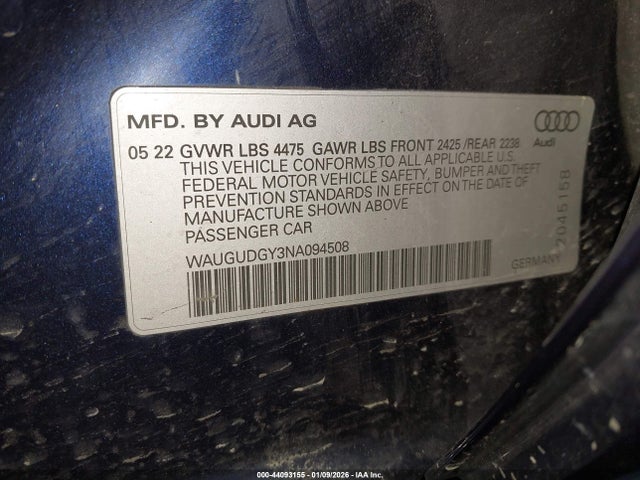 MFD. BY AUDI AG
05 22 GVWR LBS 4475 GAWR LBS FRONT 2425 /REAR 2238
THIS VEHICLE CONFORMS TO ALL APPLICABLE U.S.
FEDERAL MOTOR VEHICLE SAFETY, BUMPER AND THEFT
PREVENTION STANDARDS IN EFFECT ON THE DATE OF
MANUFACTURE SHOWN ABOVE
PASSENGER CAR
WAUGUDGY3NA094508
Audi
GERMANY
2045158
000-44093155 - 01/09/2026 - IAA Inc.